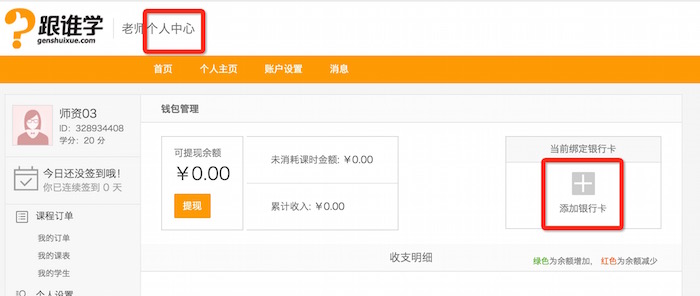 跟谁学
genshuixue.com
老师个人中心
首页 个人主页 账户设置 消息
师资03
ID: 328934408
学分: 20 分
今日还没签到哦!
你已连续签到 0 天
课程订单
我的订单
我的课表
我的学生
个人设置
钱包管理
可提现余额
￥0.00
提现
未消耗课时金额: ￥0.00
累计收入: ￥0.00
当前绑定银行卡
添加银行卡
收支明细
绿色为余额增加, 红色为余额减少